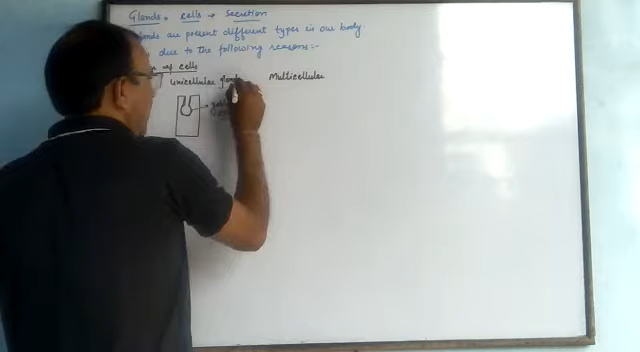 Glands → cells → secretion
glands are present different types in our body
due to the following reasons:-
of cells
Unicellular glands Multicellular